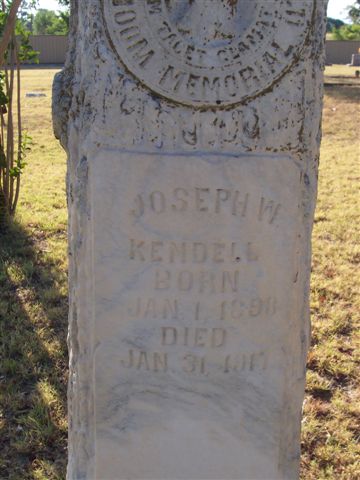 MEMORIAL
JOSEPH W.
KENDELL
BORN
JAN. 1, 1898
DIED
JAN. 31, 1917